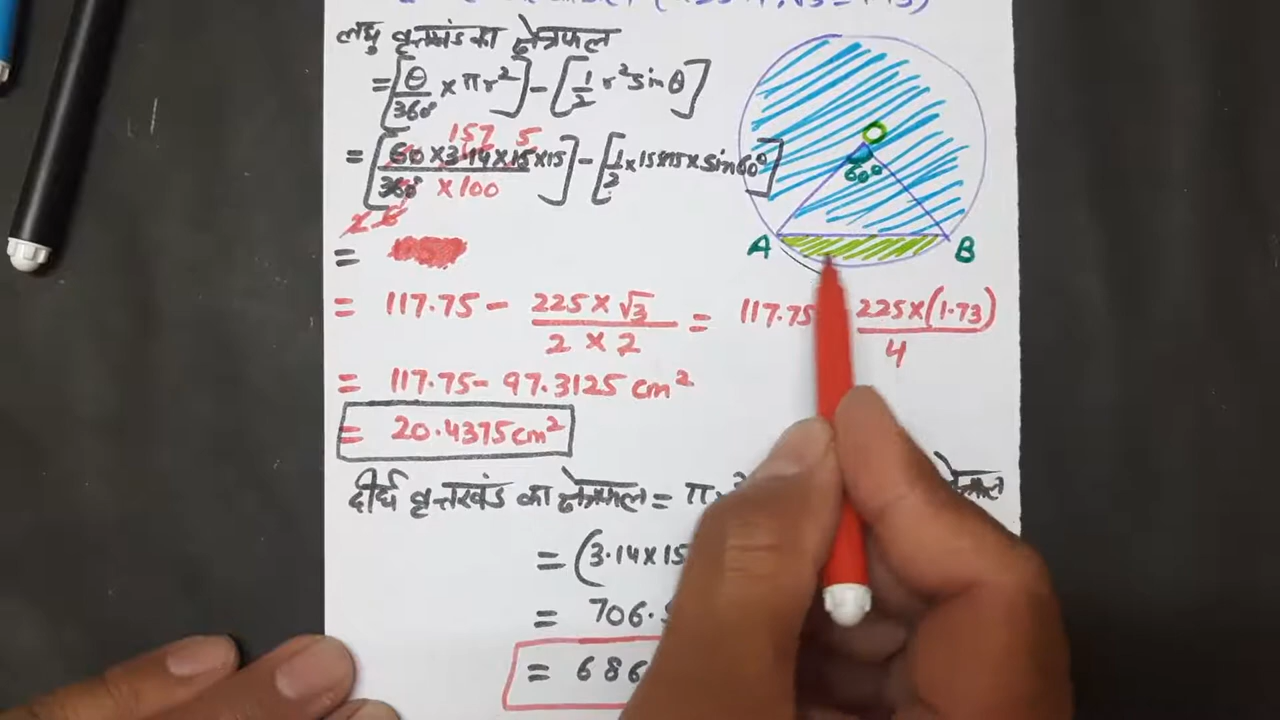 लघु वृत्तखंड का क्षेत्रफल
= [θ/360° × πr²] - [1/2 r² sin θ]
= [60 × 3.14 × 15 × 15 / 360° × 100] - [1/2 × 15 × 15 × sin 60°]
157 5
O
60°
A B
=
= 117.75 - 225 × √3 / 2 × 2 = 117.75 225 × (1.73) / 4
= 117.75 - 97.3125 cm²
= 20.4375 cm²
दीर्घ वृत्तखंड का क्षेत्रफल = π
= (3.14 × 15
= 706.
= 686